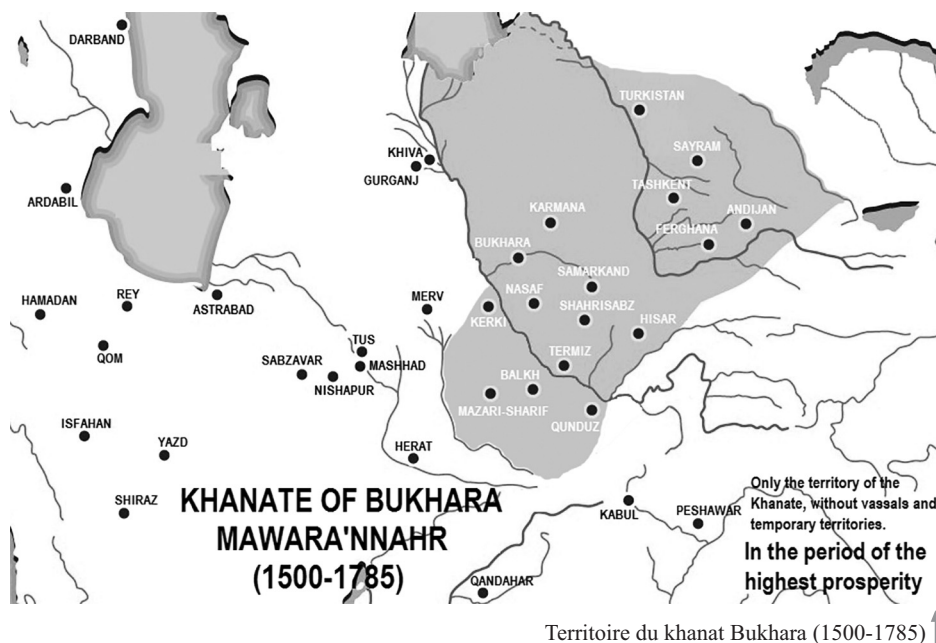 DARBAND
TURKISTAN
KHIVA
SAYRAM
GURGANJ
TASHKENT
ARDABIL
KARMANA
ANDIJAN
FERGHANA
BUKHARA
SAMARKAND
HAMADAN
REY
ASTRABAD
MERV
NASAF
SHAHRISABZ
KERKI
HISAR
QOM
TUS
SABZAVAR
MASHHAD
NISHAPUR
TERMIZ
BALKH
MAZARI-SHARIF
QUNDUZ
ISFAHAN
YAZD
HERAT
SHIRAZ
KABUL
PESHAWAR
QANDAHAR
KHANATE OF BUKHARA
MAWARA'NNAHR
(1500-1785)
Only the territory of the
Khanate, without vassals and
temporary territories.
In the period of the
highest prosperity
Territoire du khanat Bukhara (1500-1785)